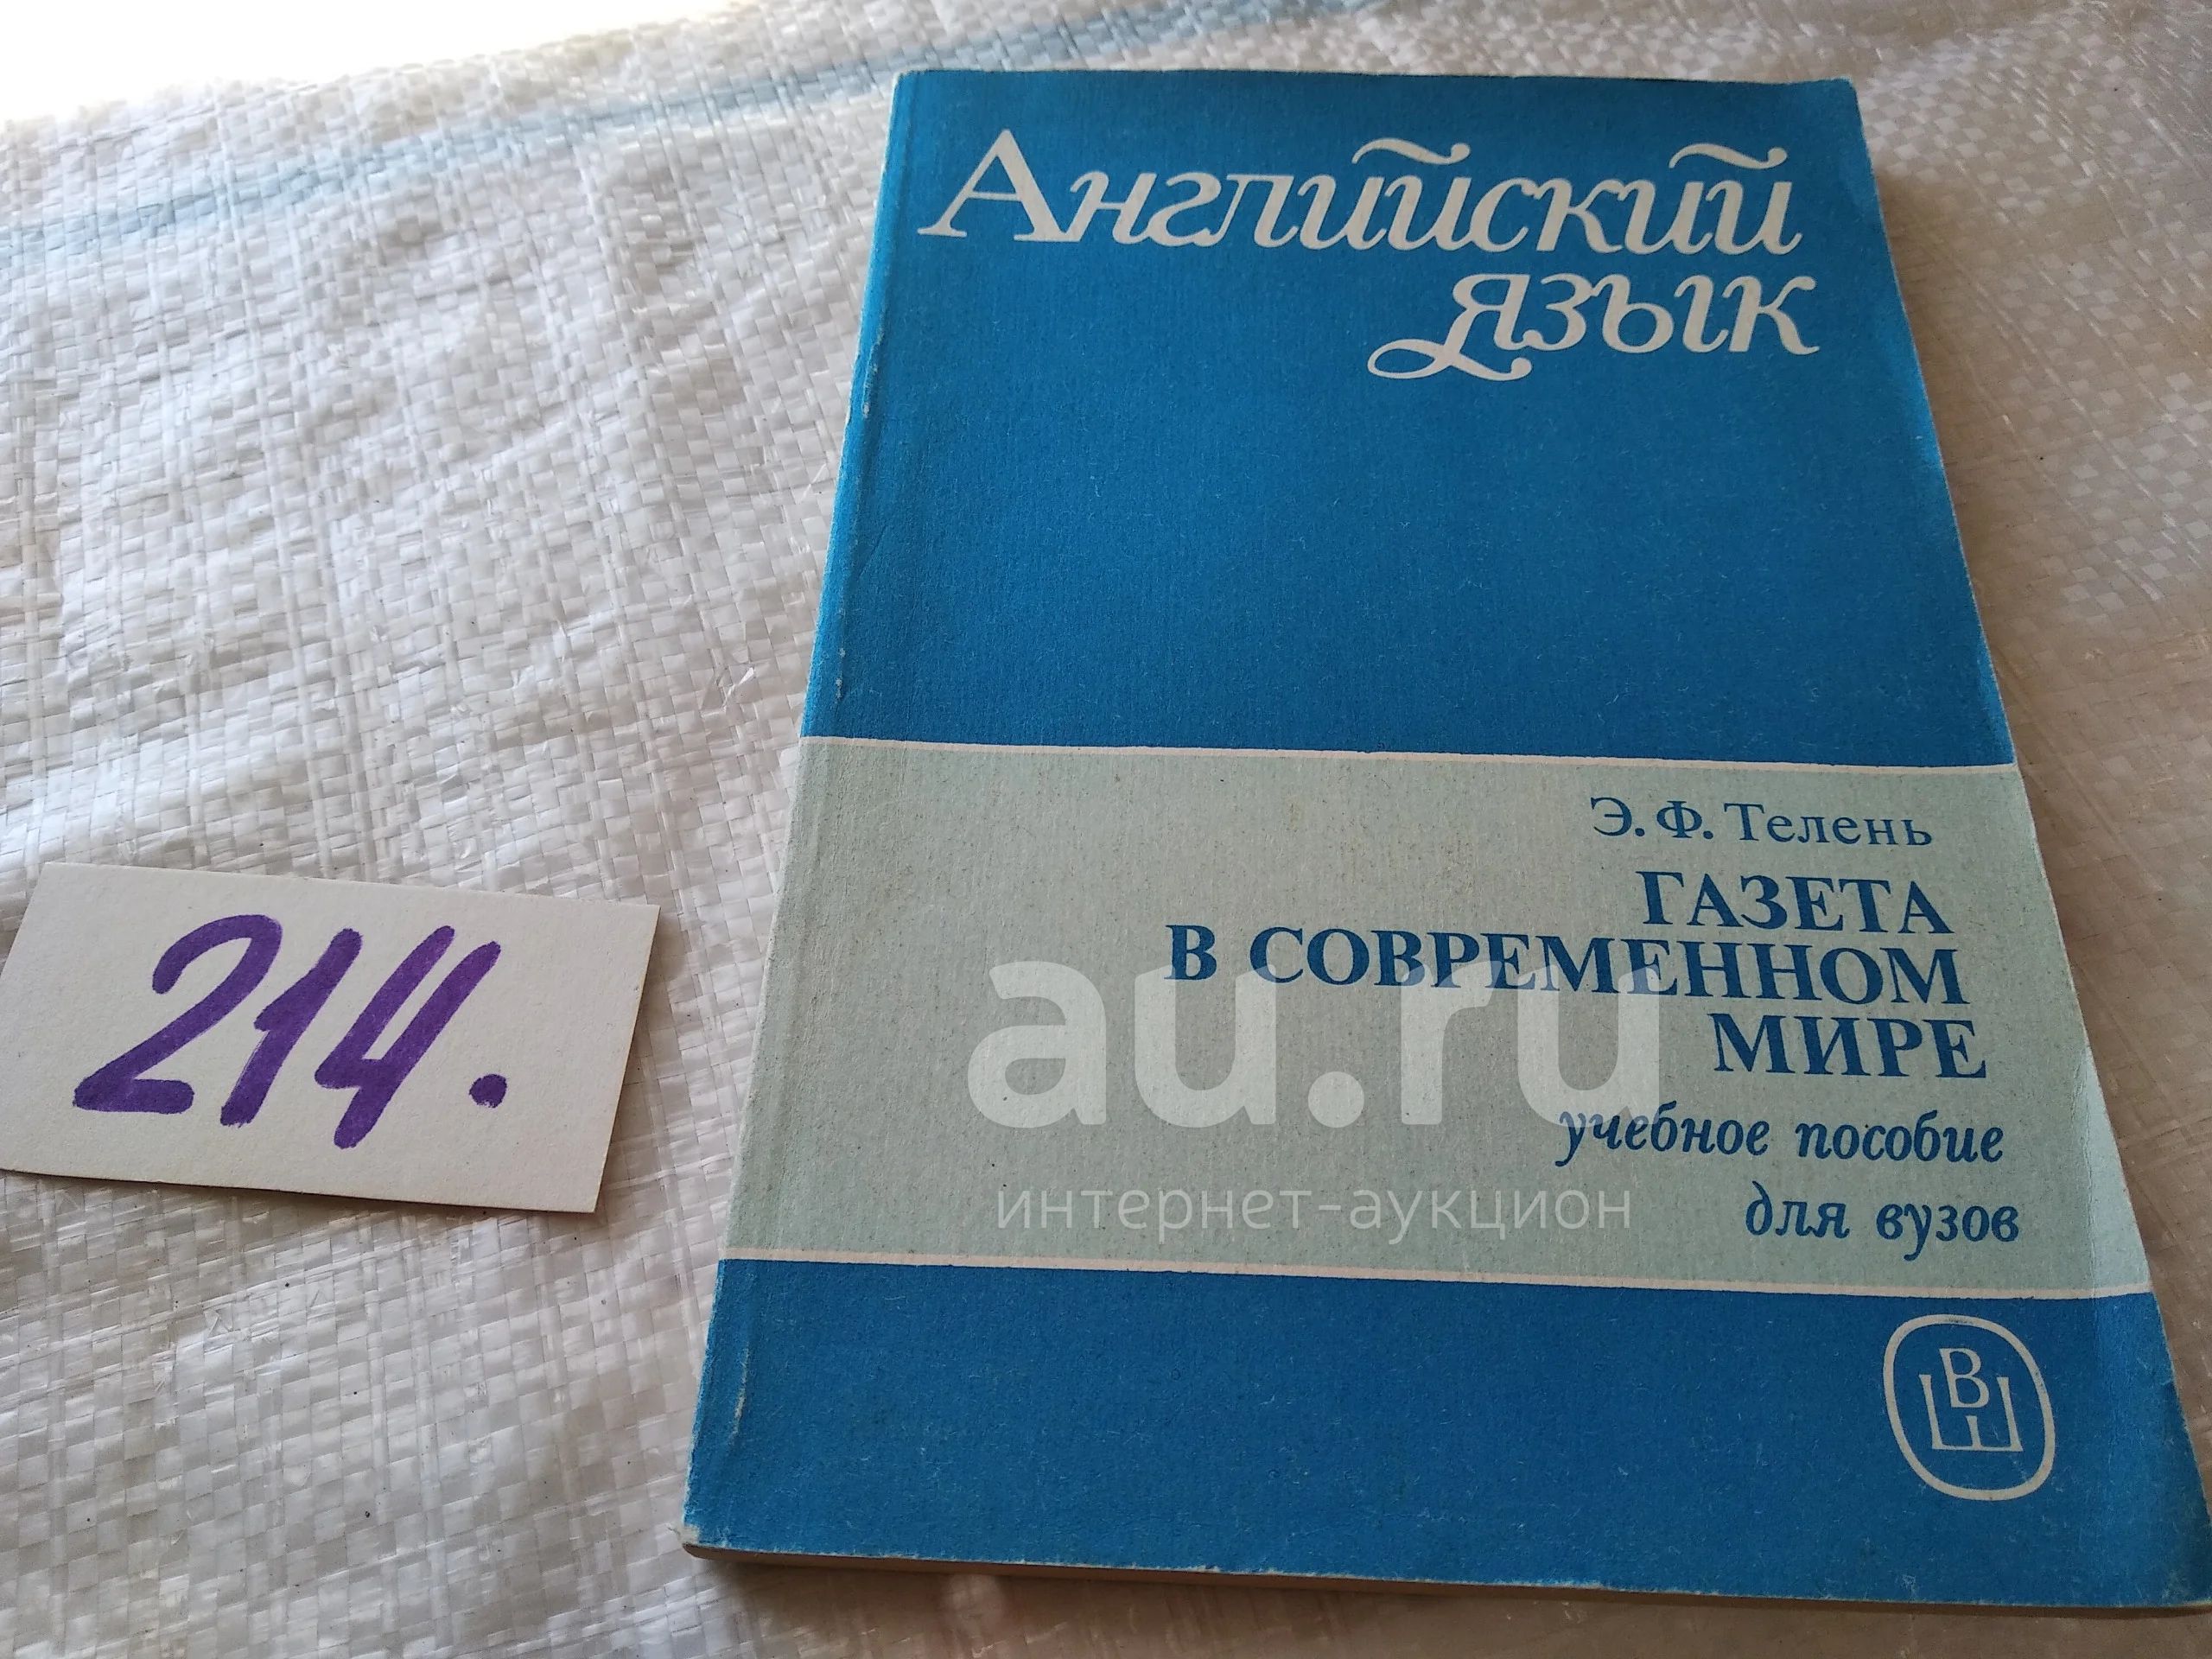 Английский
язык
Э. Ф. Телень
ГАЗЕТА
В СОВРЕМЕННОМ
МИРЕ
учебное пособие
для вузов
ВШ
214.
au.ru
интернет-аукцион